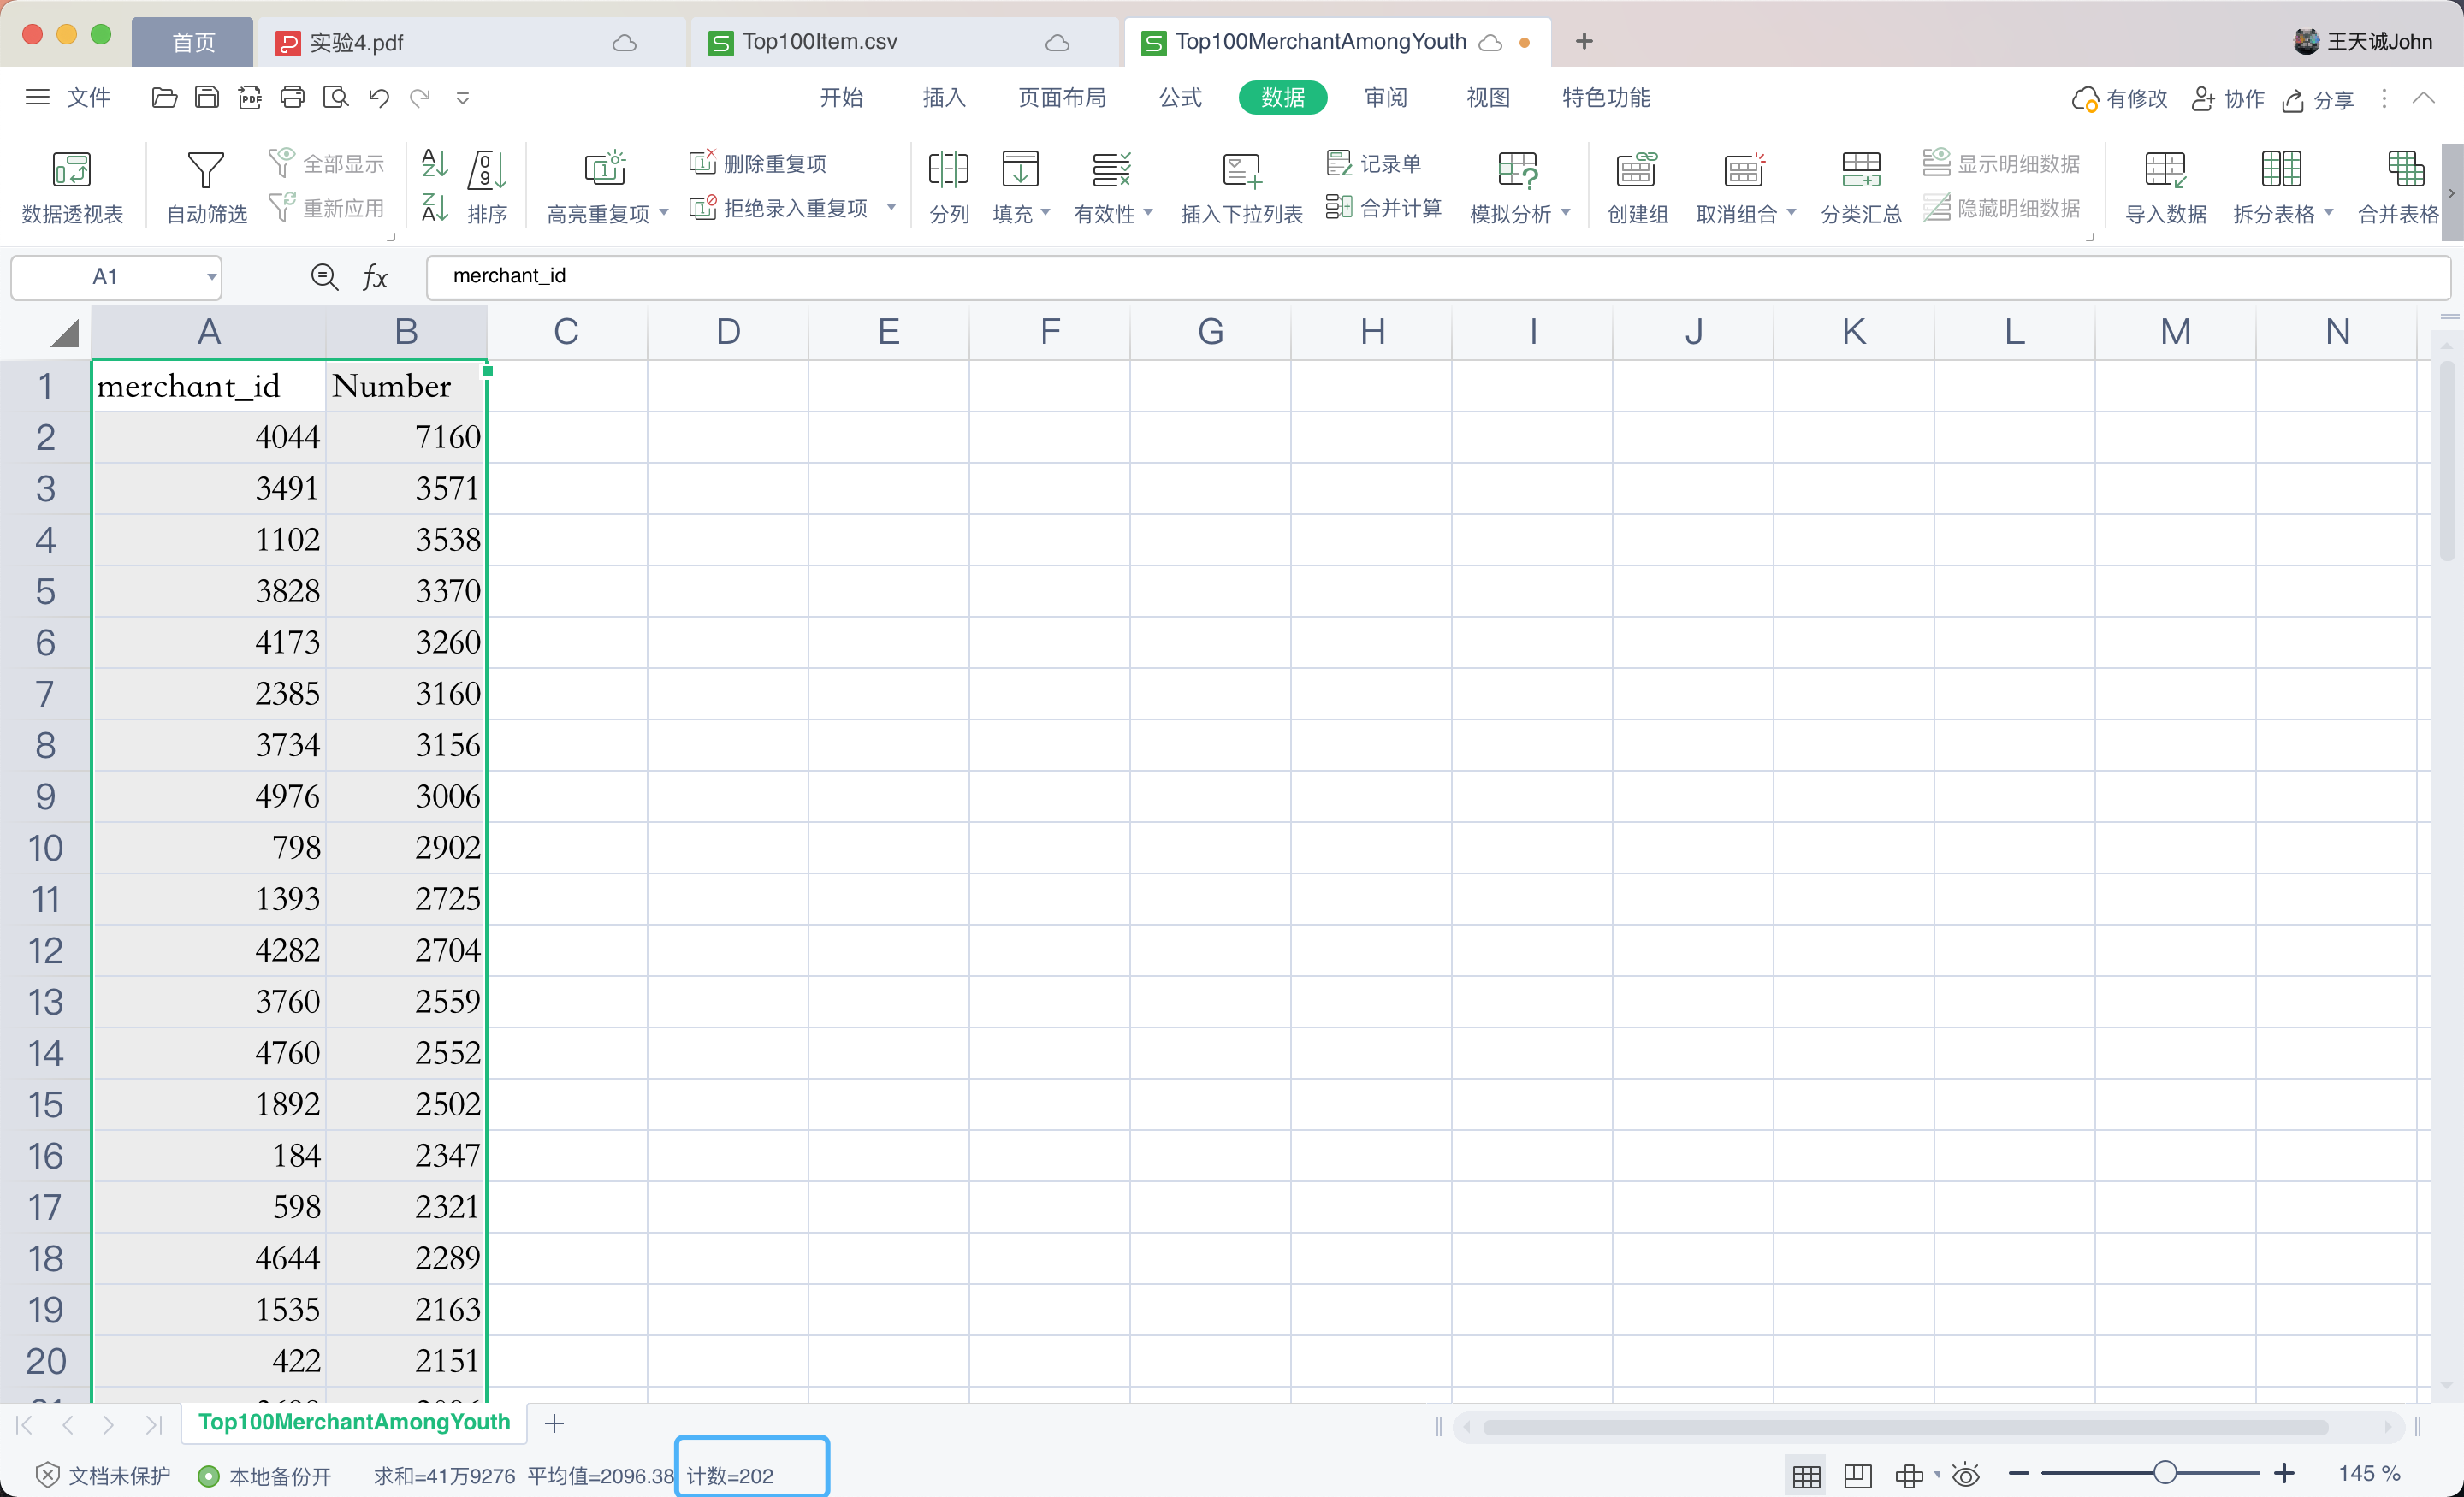 首页 实验4.pdf Top100Item.csv Top100MerchantAmongYouth 王天诚John
文件 开始 插入 页面布局 公式 数据 审阅 视图 特色功能 有修改 协作 分享
全部显示 删除重复项 记录单 显示明细数据
重新应用 拒绝录入重复项 合并计算 隐藏明细数据
数据透视表 自动筛选 排序 高亮重复项 分列 填充 有效性 插入下拉列表 模拟分析 创建组 取消组合 分类汇总 导入数据 拆分表格 合并表格
A1 fx merchant_id
A B C D E F G H I J K L M N
1 merchant_id Number
2 4044 7160
3 3491 3571
4 1102 3538
5 3828 3370
6 4173 3260
7 2385 3160
8 3734 3156
9 4976 3006
10 798 2902
11 1393 2725
12 4282 2704
13 3760 2559
14 4760 2552
15 1892 2502
16 184 2347
17 598 2321
18 4644 2289
19 1535 2163
20 422 2151
Top100MerchantAmongYouth
文档未保护 本地备份开 求和=41万9276 平均值=2096.38 计数=202 145 %